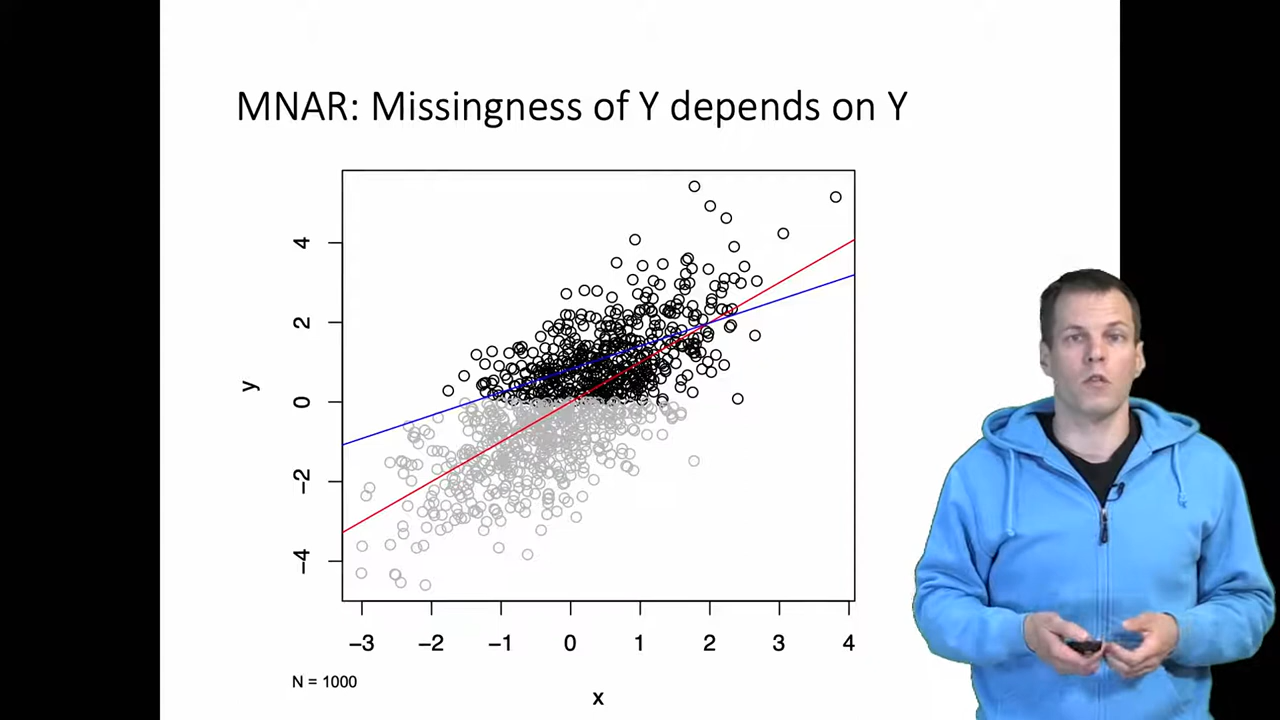 MNAR: Missingness of Y depends on Y
y
4
2
0
−2
−4
−3 −2 −1 0 1 2 3 4
N = 1000
x